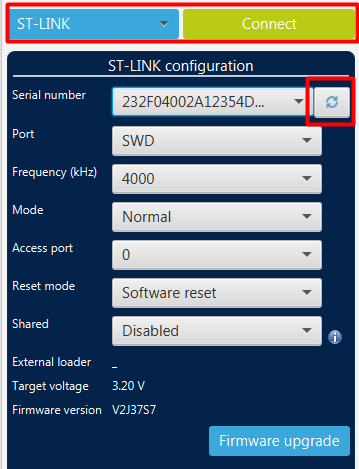 ST-LINK Connect
ST-LINK configuration
Serial number 232F04002A12354D...
Port SWD
Frequency (kHz) 4000
Mode Normal
Access port 0
Reset mode Software reset
Shared Disabled
External loader _
Target voltage 3.20 V
Firmware version V2J37S7
Firmware upgrade